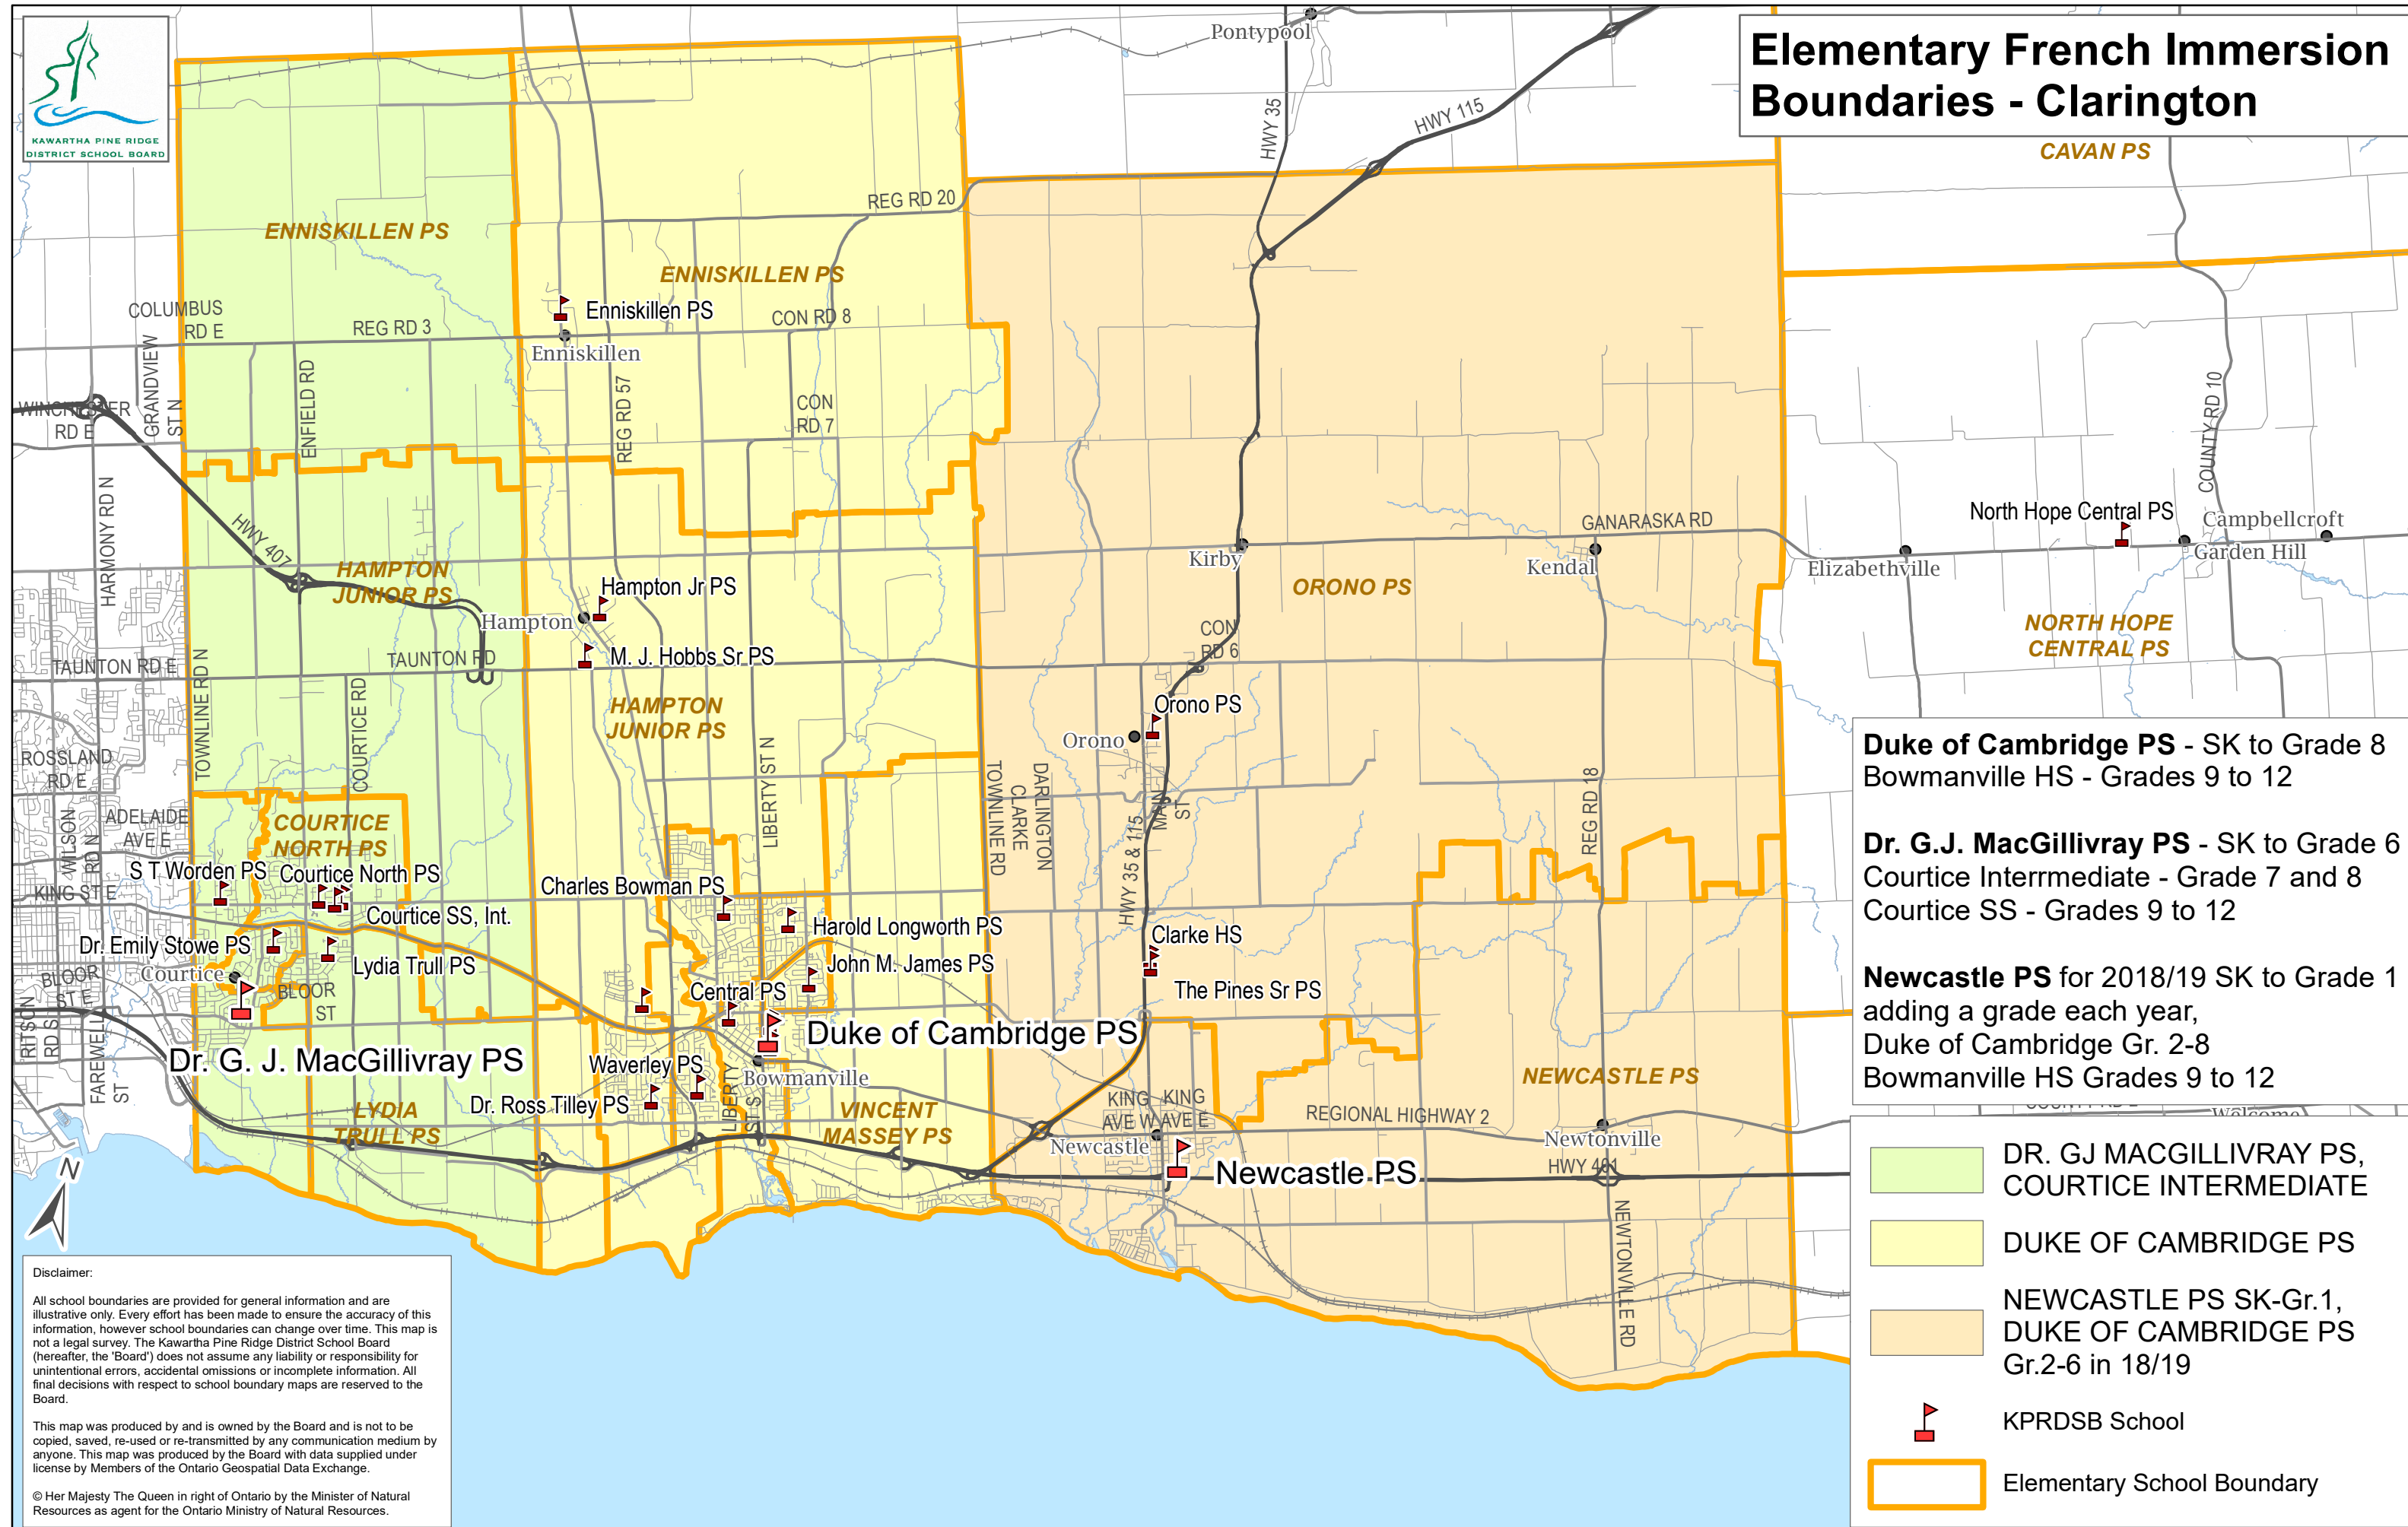 Elementary French Immersion
Boundaries - Clarington
KAWARTHA PINE RIDGE
DISTRICT SCHOOL BOARD
Pontypool
HWY 35
HWY 115
CAVAN PS
REG RD 20
ENNISKILLEN PS
ENNISKILLEN PS
Enniskillen PS
COLUMBUS
RD E
REG RD 3
CON RD 8
Enniskillen
GRANDVIEW
ST N
ENFIELD RD
REG RD 57
WINCHESTER
RD E
CON
RD 7
COUNTY RD 10
HARMONY RD N
HWY 407
North Hope Central PS
Campbellcroft
GANARASKA RD
Garden Hill
Kirby
Kendal
Elizabethville
HAMPTON
JUNIOR PS
Hampton Jr PS
ORONO PS
Hampton
CON
RD 6
NORTH HOPE
CENTRAL PS
TAUNTON RD E
TOWNLINE RD N
TAUNTON RD
M. J. Hobbs Sr PS
COURTICE RD
HAMPTON
JUNIOR PS
Orono PS
Orono
LIBERTY ST N
ROSSLAND
RD E
TOWNLINE RD
CLARKE
DARLINGTON
MAIN
ST
HWY 35 & 115
REG RD 18
WILSON
RD N
ADELAIDE
AVE E
COURTICE
NORTH PS
S T Worden PS
Courtice North PS
KING ST E
Charles Bowman PS
Courtice SS, Int.
Harold Longworth PS
Clarke HS
Dr. Emily Stowe PS
Lydia Trull PS
John M. James PS
Courtice
BLOOR
ST E
BLOOR
ST
Central PS
The Pines Sr PS
RITSON
RD S
FAREWELL
ST
Duke of Cambridge PS
Dr. G. J. MacGillivray PS
Waverley PS
Bowmanville
NEWCASTLE PS
Dr. Ross Tilley PS
LIBERTY
ST S
LYDIA
TRULL PS
VINCENT
MASSEY PS
KING
AVE W
KING
AVE E
REGIONAL HIGHWAY 2
Newcastle
Newtonville
HWY 401
Newcastle PS
NEWTONVILLE RD
N
Duke of Cambridge PS - SK to Grade 8
Bowmanville HS - Grades 9 to 12
Dr. G.J. MacGillivray PS - SK to Grade 6
Courtice Interrmediate - Grade 7 and 8
Courtice SS - Grades 9 to 12
Newcastle PS for 2018/19 SK to Grade 1
adding a grade each year,
Duke of Cambridge Gr. 2-8
Bowmanville HS Grades 9 to 12
Welcome
DR. GJ MACGILLIVRAY PS,
COURTICE INTERMEDIATE
DUKE OF CAMBRIDGE PS
NEWCASTLE PS SK-Gr.1,
DUKE OF CAMBRIDGE PS
Gr.2-6 in 18/19
KPRDSB School
Elementary School Boundary
Disclaimer:
All school boundaries are provided for general information and are
illustrative only. Every effort has been made to ensure the accuracy of this
information, however school boundaries can change over time. This map is
not a legal survey. The Kawartha Pine Ridge District School Board
(hereafter, the 'Board') does not assume any liability or responsibility for
unintentional errors, accidental omissions or incomplete information. All
final decisions with respect to school boundary maps are reserved to the
Board.
This map was produced by and is owned by the Board and is not to be
copied, saved, re-used or re-transmitted by any communication medium by
anyone. This map was produced by the Board with data supplied under
license by Members of the Ontario Geospatial Data Exchange.
© Her Majesty The Queen in right of Ontario by the Minister of Natural
Resources as agent for the Ontario Ministry of Natural Resources.